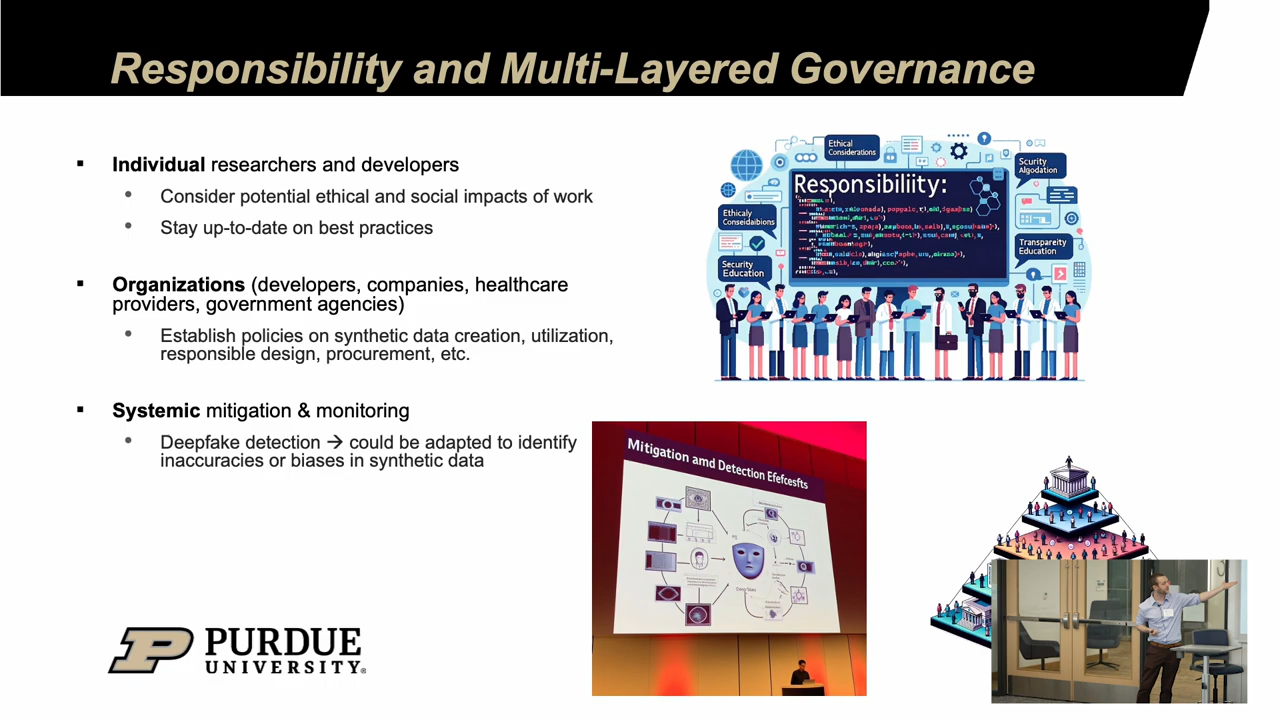 Responsibility and Multi-Layered Governance
▪ Individual researchers and developers
• Consider potential ethical and social impacts of work
• Stay up-to-date on best practices
▪ Organizations (developers, companies, healthcare
providers, government agencies)
• Establish policies on synthetic data creation, utilization,
responsible design, procurement, etc.
▪ Systemic mitigation & monitoring
• Deepfake detection → could be adapted to identify
inaccuracies or biases in synthetic data
Ethical
Considerations
Scurity
Algodation
Responsibiliity:
Ethicaly
Security
Education
Transpareity
Education
Mitigation amd Detection Efefcesfts
P PURDUE
UNIVERSITY®